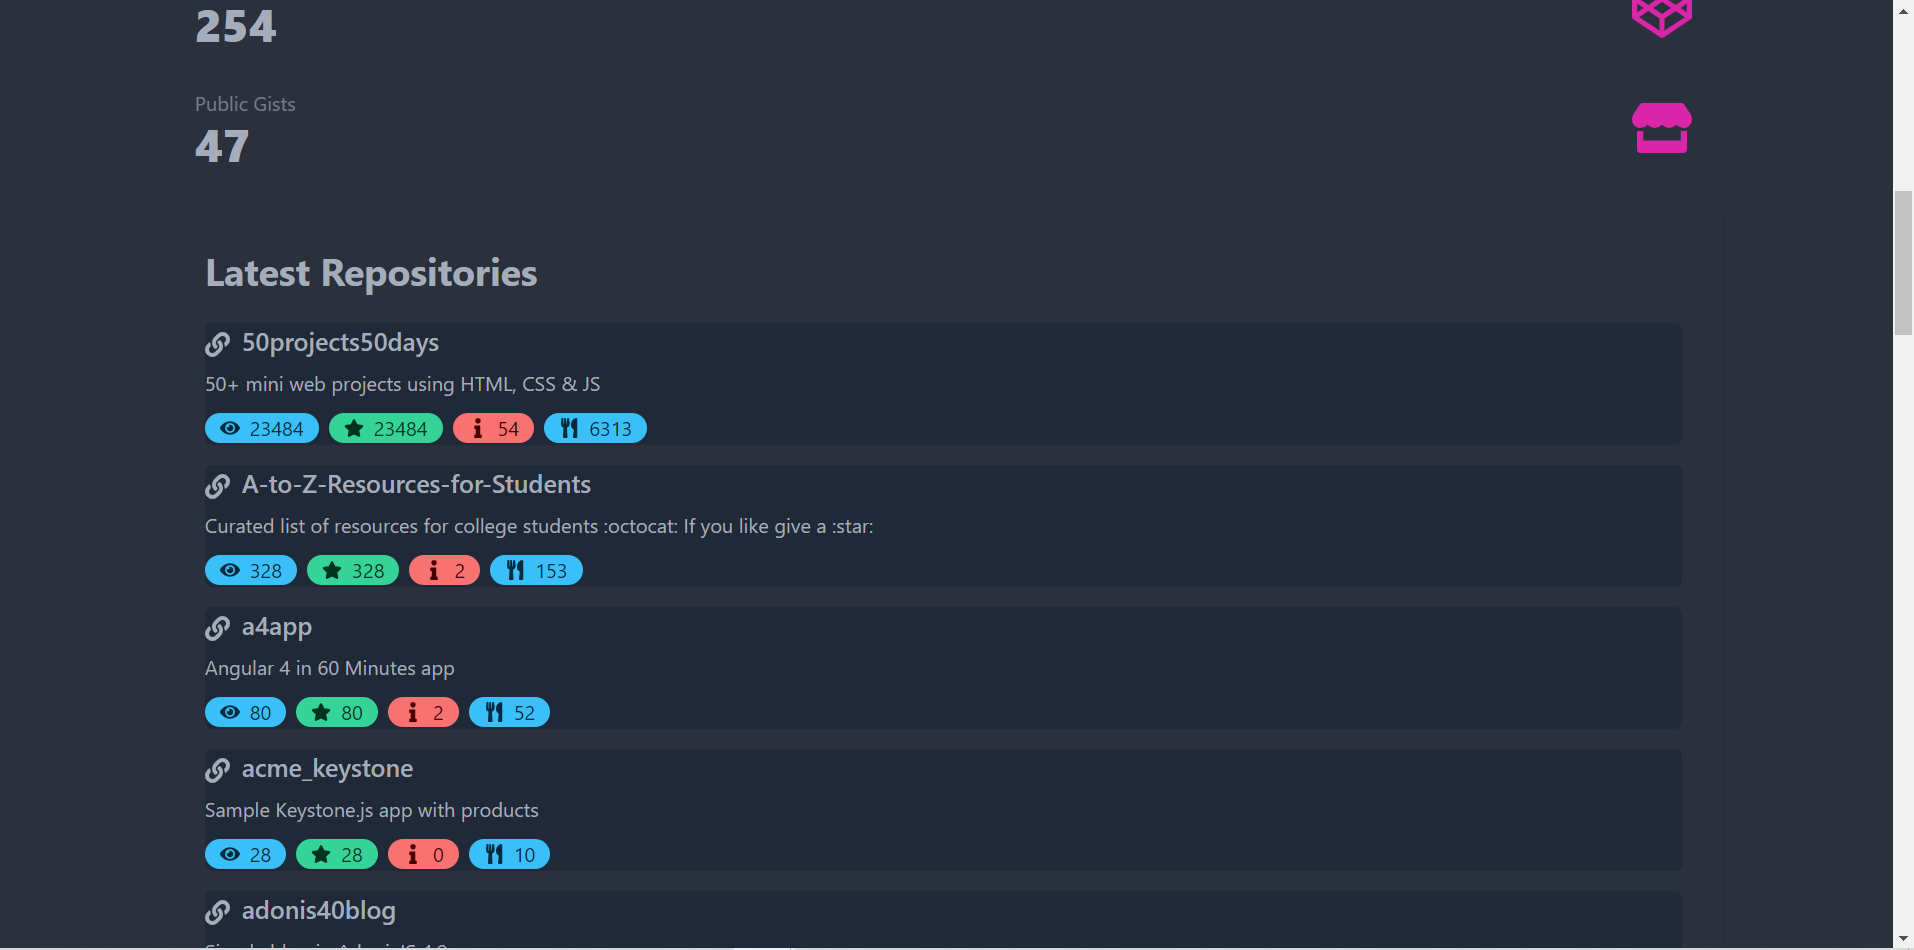 254
Public Gists
47
Latest Repositories
50projects50days
50+ mini web projects using HTML, CSS & JS
23484 23484 54 6313
A-to-Z-Resources-for-Students
Curated list of resources for college students :octocat: If you like give a :star:
328 328 2 153
a4app
Angular 4 in 60 Minutes app
80 80 2 52
acme_keystone
Sample Keystone.js app with products
28 28 0 10
adonis40blog